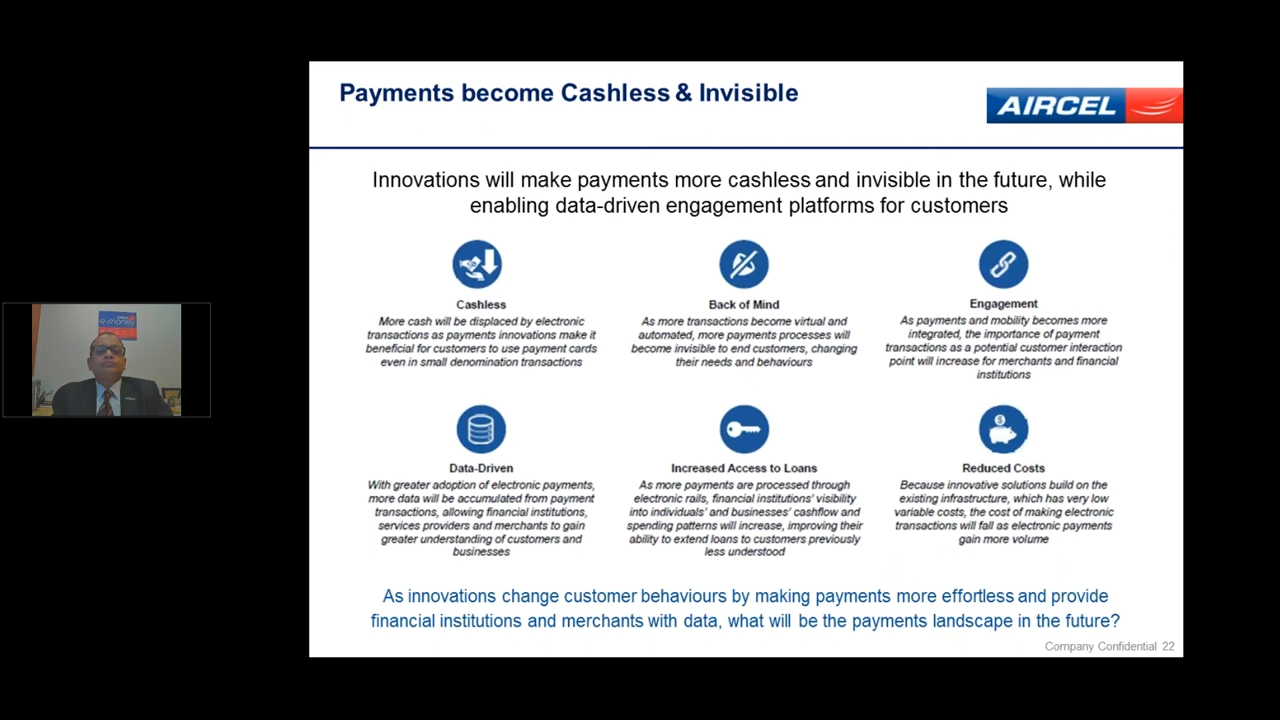 Payments become Cashless & Invisible
AIRCEL
Innovations will make payments more cashless and invisible in the future, while
enabling data-driven engagement platforms for customers
Cashless
More cash will be displaced by electronic
transactions as payments innovations make it
beneficial for customers to use payment cards
even in small denomination transactions
Back of Mind
As more transactions become virtual and
automated, more payments processes will
become invisible to end customers, changing
their needs and behaviours
Engagement
As payments and mobility becomes more
integrated, the importance of payment
transactions as a potential customer interaction
point will increase for merchants and financial
institutions
Data-Driven
With greater adoption of electronic payments,
more data will be accumulated from payment
transactions, allowing financial institutions,
services providers and merchants to gain
greater understanding of customers and
businesses
Increased Access to Loans
As more payments are processed through
electronic rails, financial institutions' visibility
into individuals' and businesses' cashflow and
spending patterns will increase, improving their
ability to extend loans to customers previously
less understood
$
Reduced Costs
Because innovative solutions build on the
existing infrastructure, which has very low
variable costs, the cost of making electronic
transactions will fall as electronic payments
gain more volume
As innovations change customer behaviours by making payments more effortless and provide
financial institutions and merchants with data, what will be the payments landscape in the future?
Company Confidential 22
e-money